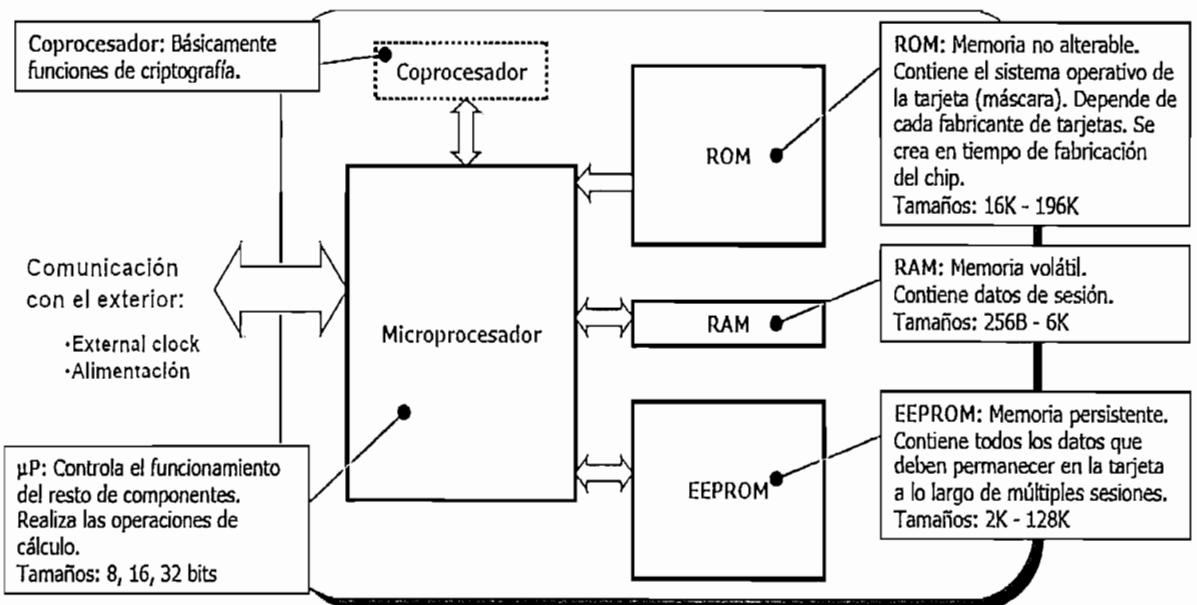 Coprocesador: Básicamente
funciones de criptografía.
Coprocesador
ROM: Memoria no alterable.
Contiene el sistema operativo de
la tarjeta (máscara). Depende de
cada fabricante de tarjetas. Se
crea en tiempo de fabricación
del chip.
Tamaños: 16K - 196K
ROM
Comunicación
con el exterior:
·External clock
·Alimentación
Microprocesador
RAM
RAM: Memoria volátil.
Contiene datos de sesión.
Tamaños: 256B - 6K
µP: Controla el funcionamiento
del resto de componentes.
Realiza las operaciones de
cálculo.
Tamaños: 8, 16, 32 bits
EEPROM
EEPROM: Memoria persistente.
Contiene todos los datos que
deben permanecer en la tarjeta
a lo largo de múltiples sesiones.
Tamaños: 2K - 128K